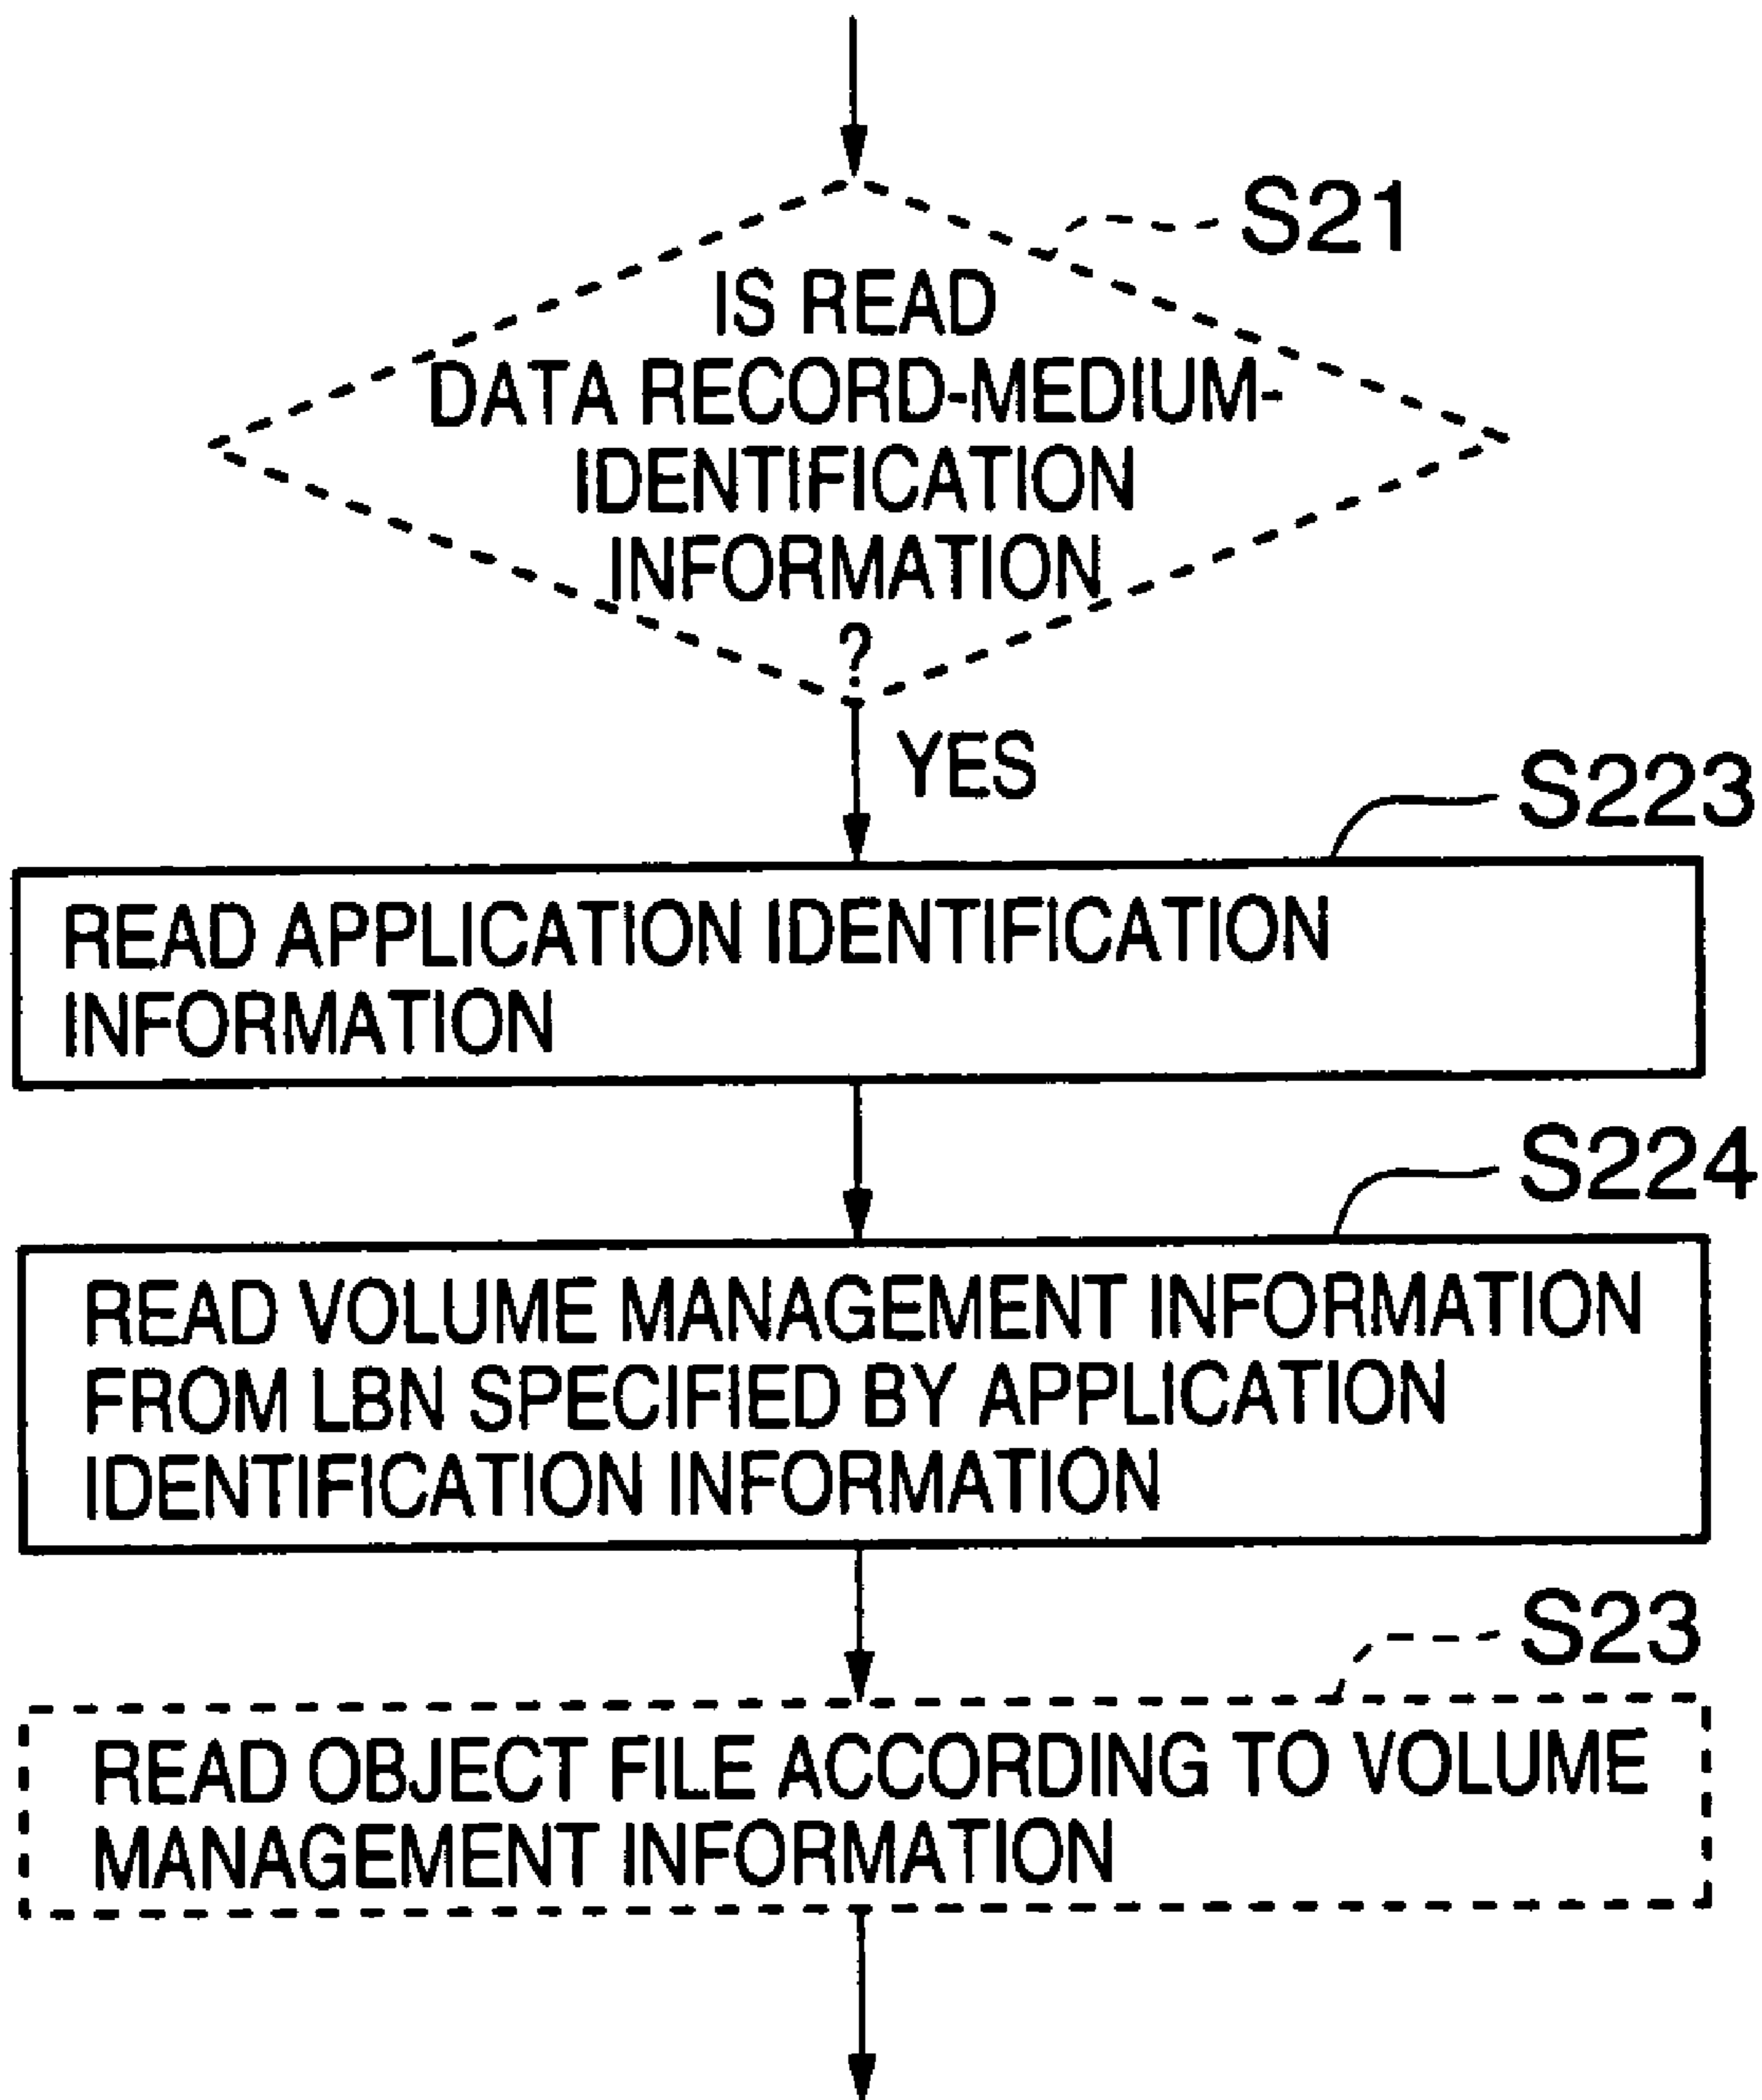 S21
IS READ
DATA RECORD-MEDIUM-
IDENTIFICATION
INFORMATION
?
YES
S223
READ APPLICATION IDENTIFICATION
INFORMATION
S224
READ VOLUME MANAGEMENT INFORMATION
FROM LBN SPECIFIED BY APPLICATION
IDENTIFICATION INFORMATION
S23
READ OBJECT FILE ACCORDING TO VOLUME
MANAGEMENT INFORMATION